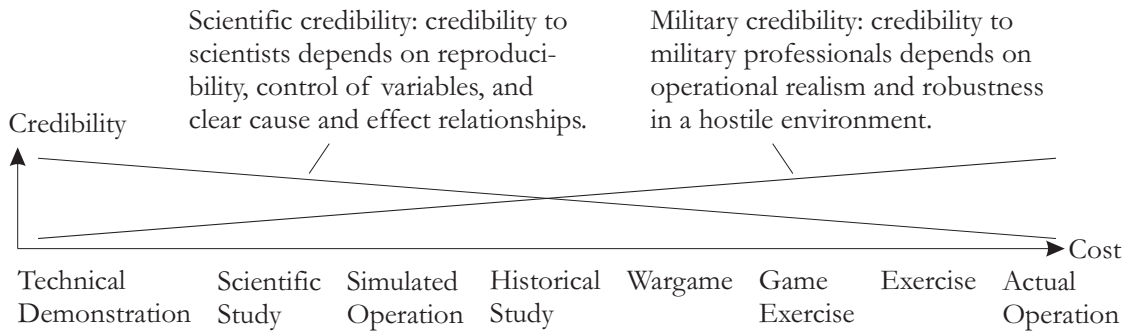 Scientific credibility: credibility to
scientists depends on reproduci-
bility, control of variables, and
clear cause and effect relationships.
Military credibility: credibility to
military professionals depends on
operational realism and robustness
in a hostile environment.
Credibility
Cost
Technical
Demonstration
Scientific
Study
Simulated
Operation
Historical
Study
Wargame
Game
Exercise
Exercise
Actual
Operation